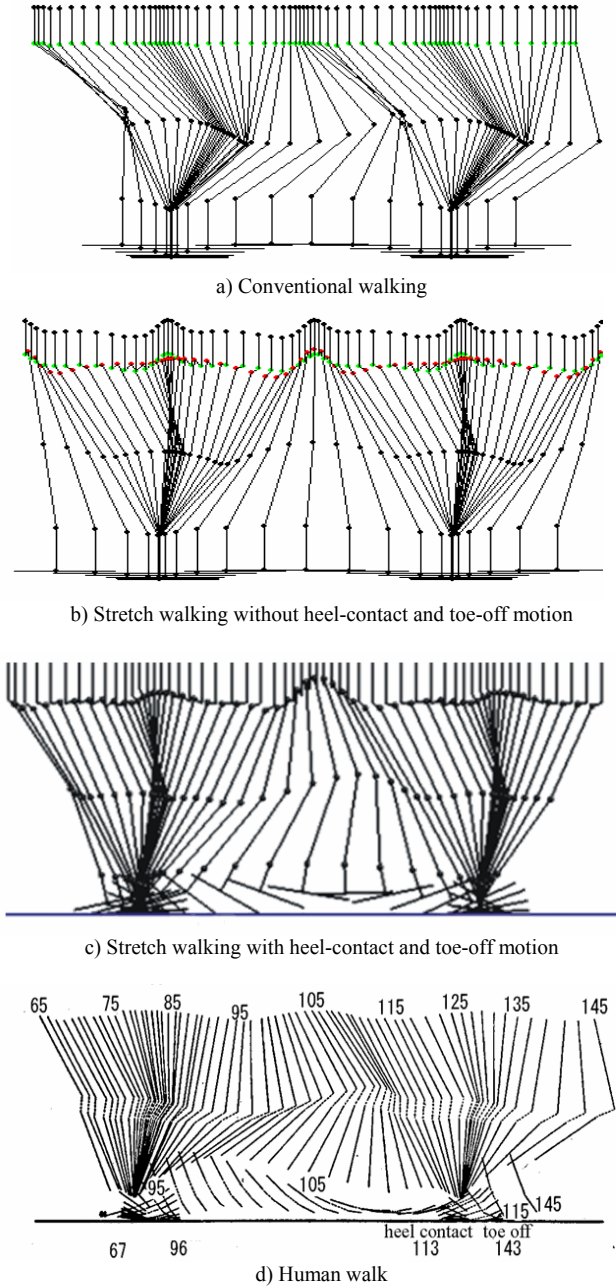 a) Conventional walking
b) Stretch walking without heel-contact and toe-off motion
c) Stretch walking with heel-contact and toe-off motion
65 75 85 95 105 115 125 135 145
95 105 115 145
heel contact toe off
67 96 113 143
d) Human walk